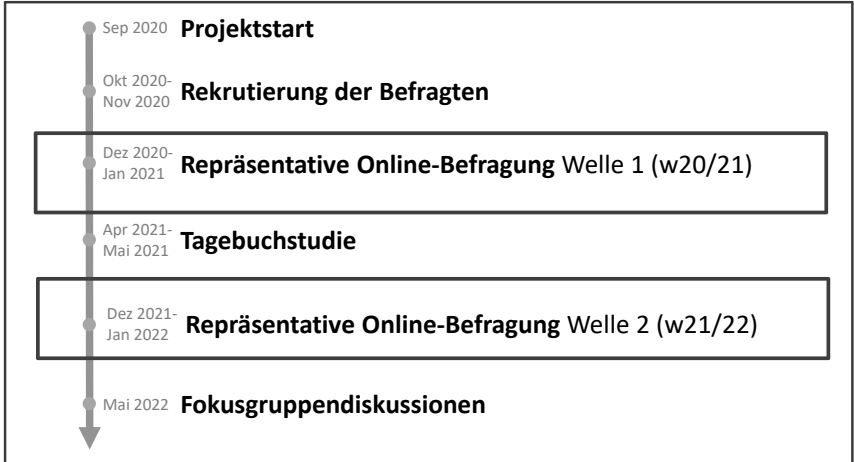 Sep 2020 Projektstart
Okt 2020-
Nov 2020 Rekrutierung der Befragten
Dez 2020-
Jan 2021 Repräsentative Online-Befragung Welle 1 (w20/21)
Apr 2021-
Mai 2021 Tagebuchstudie
Dez 2021-
Jan 2022 Repräsentative Online-Befragung Welle 2 (w21/22)
Mai 2022 Fokusgruppendiskussionen